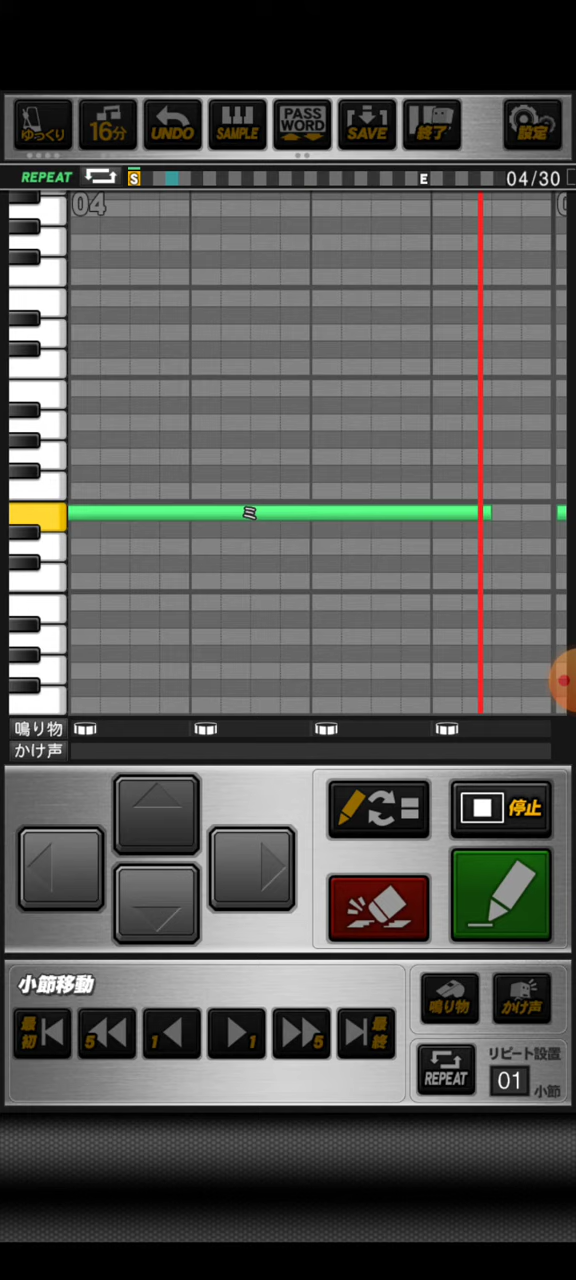 ゆっくり 16分 UNDO SAMPLE PASS WORD SAVE 終了 設定
REPEAT S E 04/30
04
ミ
鳴り物
かけ声
停止
小節移動
最初 5 1 1 5 最終
鳴り物 かけ声
REPEAT リピート設置
01 小節